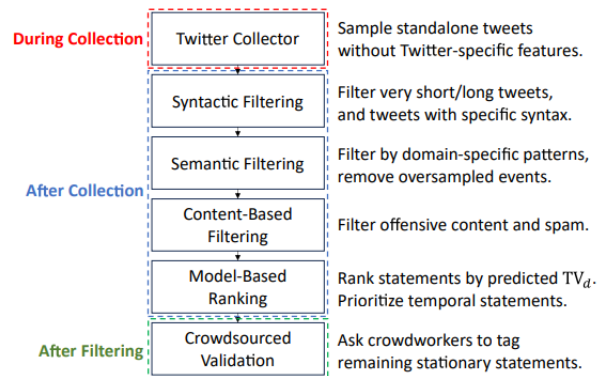 During Collection
Twitter Collector
Sample standalone tweets
without Twitter-specific features.
Syntactic Filtering
Filter very short/long tweets,
and tweets with specific syntax.
After Collection
Semantic Filtering
Filter by domain-specific patterns,
remove oversampled events.
Content-Based
Filtering
Filter offensive content and spam.
Model-Based
Ranking
Rank statements by predicted TV_d.
Prioritize temporal statements.
After Filtering
Crowdsourced
Validation
Ask crowdworkers to tag
remaining stationary statements.